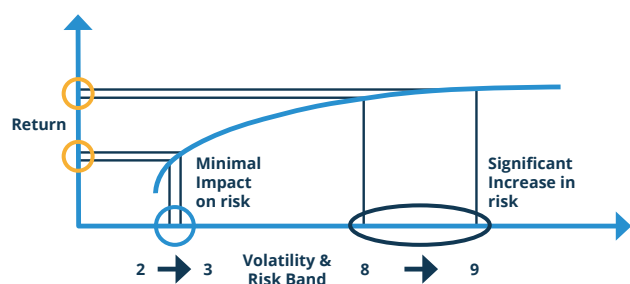 Return
Minimal
Impact
on risk
Significant
Increase in
risk
2 3 Volatility & 8 9
Risk Band